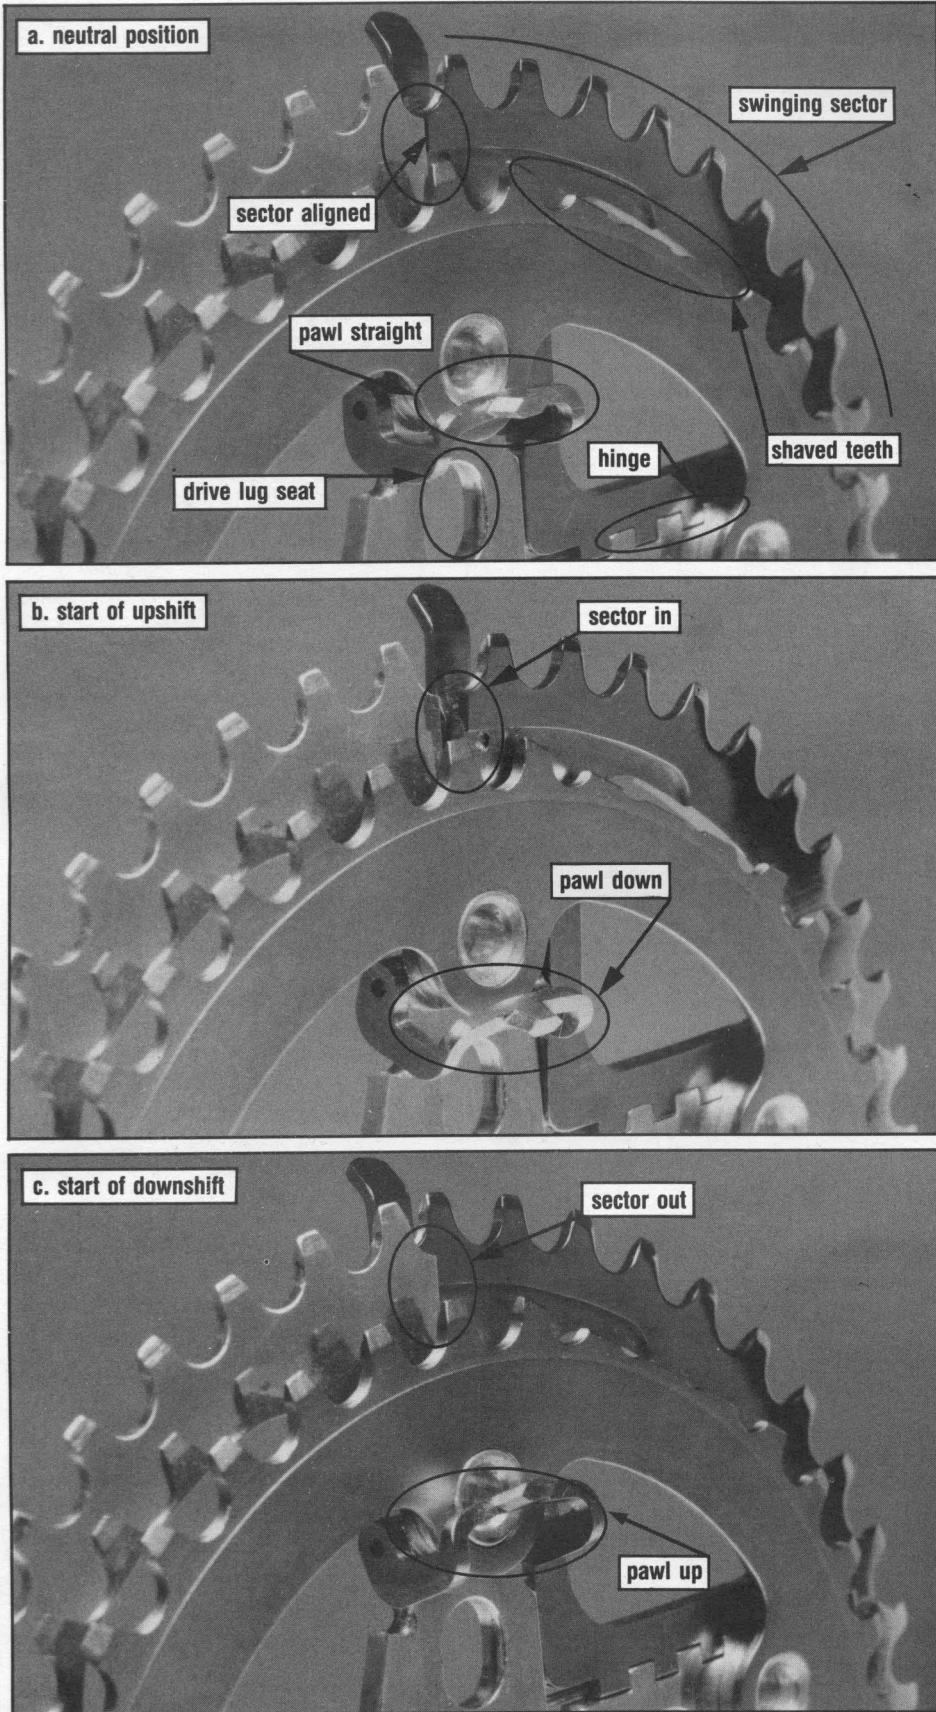 a. neutral position
swinging sector
sector aligned
pawl straight
shaved teeth
hinge
drive lug seat
b. start of upshift
sector in
pawl down
c. start of downshift
sector out
pawl up